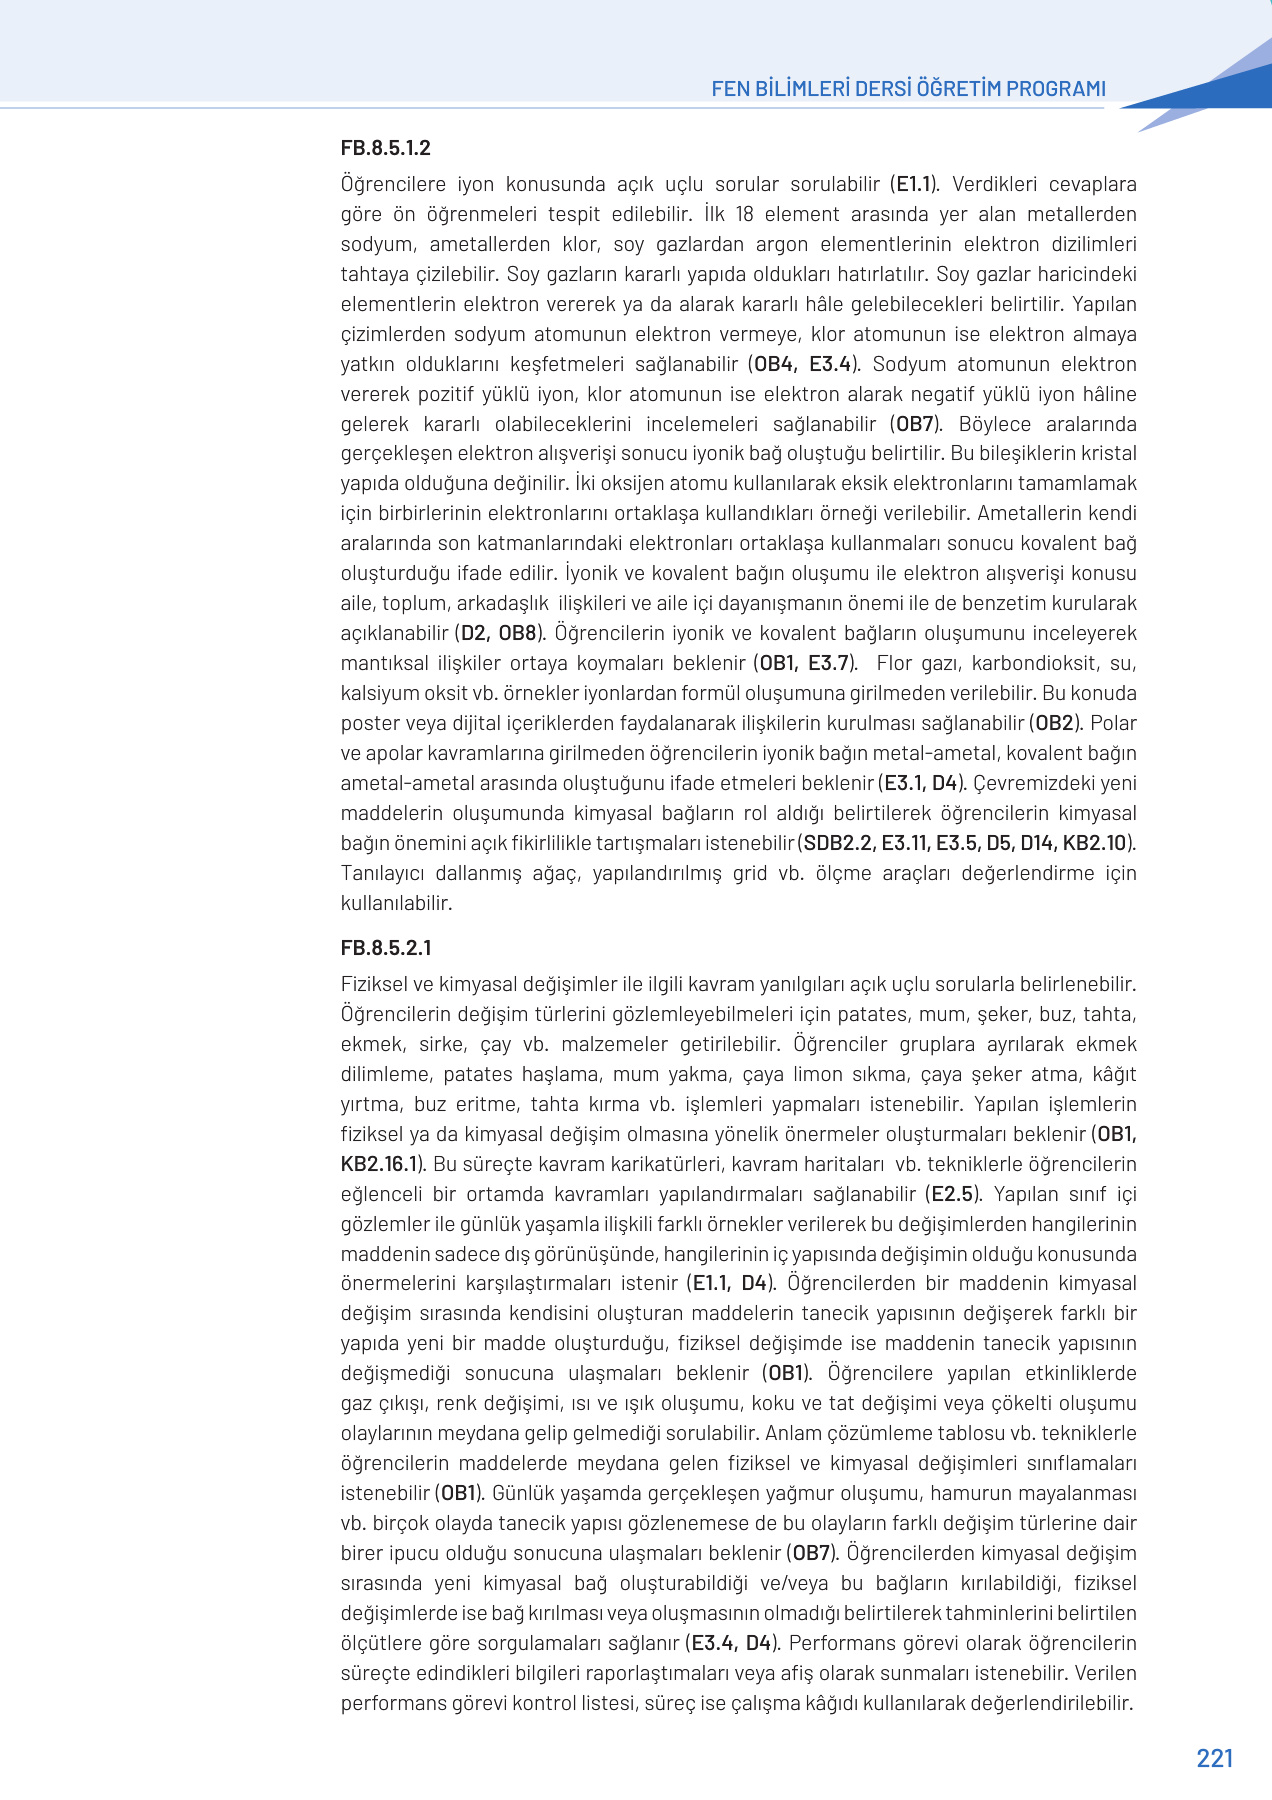 FEN BİLİMLERİ DERSİ ÖĞRETİM PROGRAMI
FB.8.5.1.2
Öğrencilere iyon konusunda açık uçlu sorular sorulabilir (E1.1). Verdikleri cevaplara
göre ön öğrenmeleri tespit edilebilir. İlk 18 element arasında yer alan metallerden
sodyum, ametallerden klor, soy gazlardan argon elementlerinin elektron dizilimleri
tahtaya çizilebilir. Soy gazların kararlı yapıda oldukları hatırlatılır. Soy gazlar haricindeki
elementlerin elektron vererek ya da alarak kararlı hâle gelebilecekleri belirtilir. Yapılan
çizimlerden sodyum atomunun elektron vermeye, klor atomunun ise elektron almaya
yatkın olduklarını keşfetmeleri sağlanabilir (OB4, E3.4). Sodyum atomunun elektron
vererek pozitif yüklü iyon, klor atomunun ise elektron alarak negatif yüklü iyon hâline
gelerek kararlı olabileceklerini incelemeleri sağlanabilir (OB7). Böylece aralarında
gerçekleşen elektron alışverişi sonucu iyonik bağ oluştuğu belirtilir. Bu bileşiklerin kristal
yapıda olduğuna değinilir. İki oksijen atomu kullanılarak eksik elektronlarını tamamlamak
için birbirlerinin elektronlarını ortaklaşa kullandıkları örneği verilebilir. Ametallerin kendi
aralarında son katmanlarındaki elektronları ortaklaşa kullanmaları sonucu kovalent bağ
oluşturduğu ifade edilir. İyonik ve kovalent bağın oluşumu ile elektron alışverişi konusu
aile, toplum, arkadaşlık  ilişkileri ve aile içi dayanışmanın önemi ile de benzetim kurularak
açıklanabilir (D2, OB8). Öğrencilerin iyonik ve kovalent bağların oluşumunu inceleyerek
mantıksal ilişkiler ortaya koymaları beklenir (OB1, E3.7).  Flor gazı, karbondioksit, su,
kalsiyum oksit vb. örnekler iyonlardan formül oluşumuna girilmeden verilebilir. Bu konuda
poster veya dijital içeriklerden faydalanarak ilişkilerin kurulması sağlanabilir (OB2). Polar
ve apolar kavramlarına girilmeden öğrencilerin iyonik bağın metal-ametal, kovalent bağın
ametal-ametal arasında oluştuğunu ifade etmeleri beklenir (E3.1, D4). Çevremizdeki yeni
maddelerin oluşumunda kimyasal bağların rol aldığı belirtilerek öğrencilerin kimyasal
bağın önemini açık fikirlilikle tartışmaları istenebilir (SDB2.2, E3.11, E3.5, D5, D14, KB2.10).
Tanılayıcı dallanmış ağaç, yapılandırılmış grid vb. ölçme araçları değerlendirme için
kullanılabilir.
FB.8.5.2.1
Fiziksel ve kimyasal değişimler ile ilgili kavram yanılgıları açık uçlu sorularla belirlenebilir.
Öğrencilerin değişim türlerini gözlemleyebilmeleri için patates, mum, şeker, buz, tahta,
ekmek, sirke, çay vb. malzemeler getirilebilir. Öğrenciler gruplara ayrılarak ekmek
dilimleme, patates haşlama, mum yakma, çaya limon sıkma, çaya şeker atma, kâğıt
yırtma, buz eritme, tahta kırma vb. işlemleri yapmaları istenebilir. Yapılan işlemlerin
fiziksel ya da kimyasal değişim olmasına yönelik önermeler oluşturmaları beklenir (OB1,
KB2.16.1). Bu süreçte kavram karikatürleri, kavram haritaları  vb. tekniklerle öğrencilerin
eğlenceli bir ortamda kavramları yapılandırmaları sağlanabilir (E2.5). Yapılan sınıf içi
gözlemler ile günlük yaşamla ilişkili farklı örnekler verilerek bu değişimlerden hangilerinin
maddenin sadece dış görünüşünde, hangilerinin iç yapısında değişimin olduğu konusunda
önermelerini karşılaştırmaları istenir (E1.1, D4). Öğrencilerden bir maddenin kimyasal
değişim sırasında kendisini oluşturan maddelerin tanecik yapısının değişerek farklı bir
yapıda yeni bir madde oluşturduğu, fiziksel değişimde ise maddenin tanecik yapısının
değişmediği sonucuna ulaşmaları beklenir (OB1). Öğrencilere yapılan etkinliklerde
gaz çıkışı, renk değişimi, ısı ve ışık oluşumu, koku ve tat değişimi veya çökelti oluşumu
olaylarının meydana gelip gelmediği sorulabilir. Anlam çözümleme tablosu vb. tekniklerle
öğrencilerin maddelerde meydana gelen fiziksel ve kimyasal değişimleri sınıflamaları
istenebilir (OB1). Günlük yaşamda gerçekleşen yağmur oluşumu, hamurun mayalanması
vb. birçok olayda tanecik yapısı gözlenemese de bu olayların farklı değişim türlerine dair
birer ipucu olduğu sonucuna ulaşmaları beklenir (OB7). Öğrencilerden kimyasal değişim
sırasında yeni kimyasal bağ oluşturabildiği ve/veya bu bağların kırılabildiği, fiziksel
değişimlerde ise bağ kırılması veya oluşmasının olmadığı belirtilerek tahminlerini belirtilen
ölçütlere göre sorgulamaları sağlanır (E3.4, D4). Performans görevi olarak öğrencilerin
süreçte edindikleri bilgileri raporlaştımaları veya afiş olarak sunmaları istenebilir. Verilen
performans görevi kontrol listesi, süreç ise çalışma kâğıdı kullanılarak değerlendirilebilir.
221